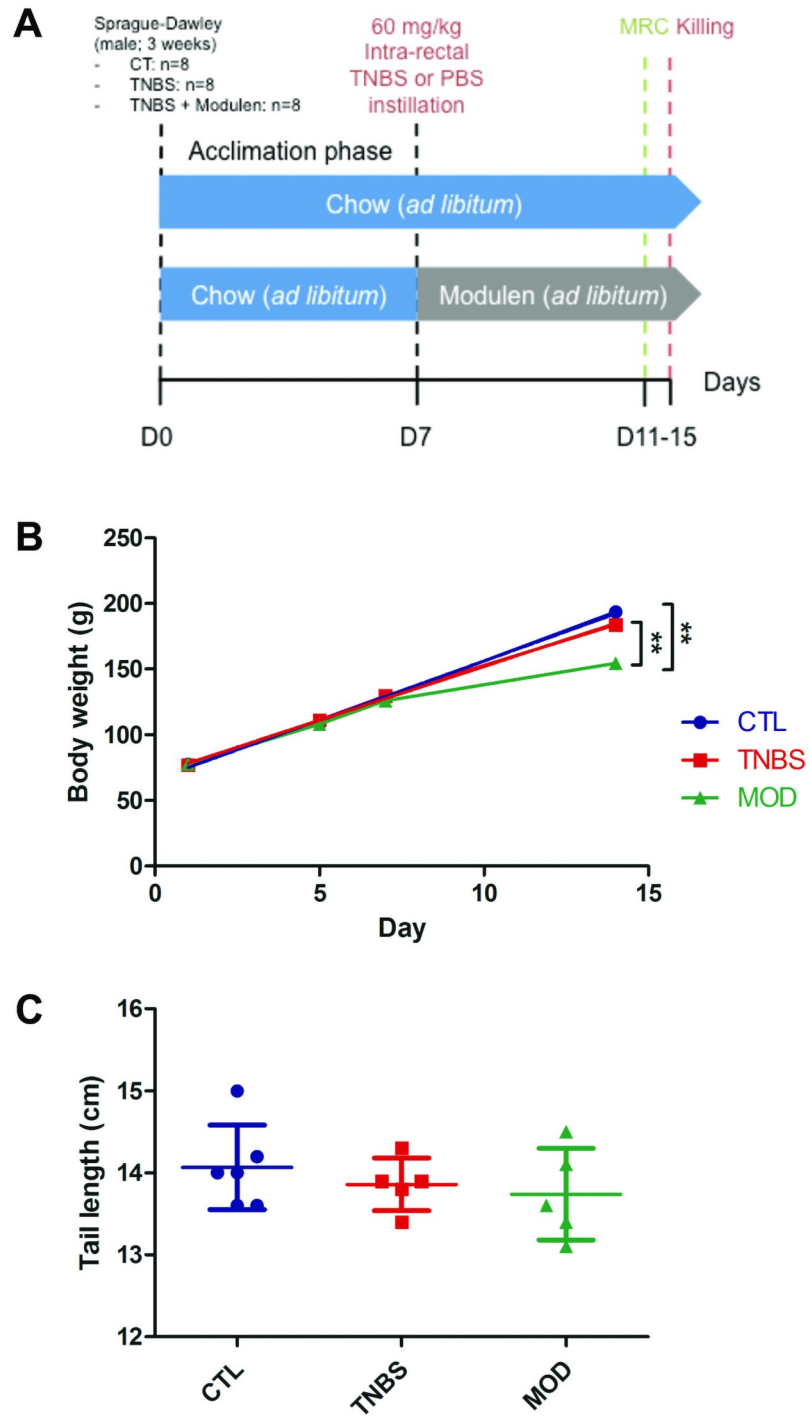 A
Sprague-Dawley
(male; 3 weeks)
- CT: n=8
- TNBS: n=8
- TNBS + Modulen: n=8
60 mg/kg
Intra-rectal
TNBS or PBS
instillation
MRC Killing
Acclimation phase
Chow (ad libitum)
Chow (ad libitum) Modulen (ad libitum)
Days
D0 D7 D11-15
B
Body weight (g)
250
200
150
100
50
0
0 5 10 15
Day
**
**
CTL
TNBS
MOD
C
Tail length (cm)
16
15
14
13
12
CTL TNBS MOD